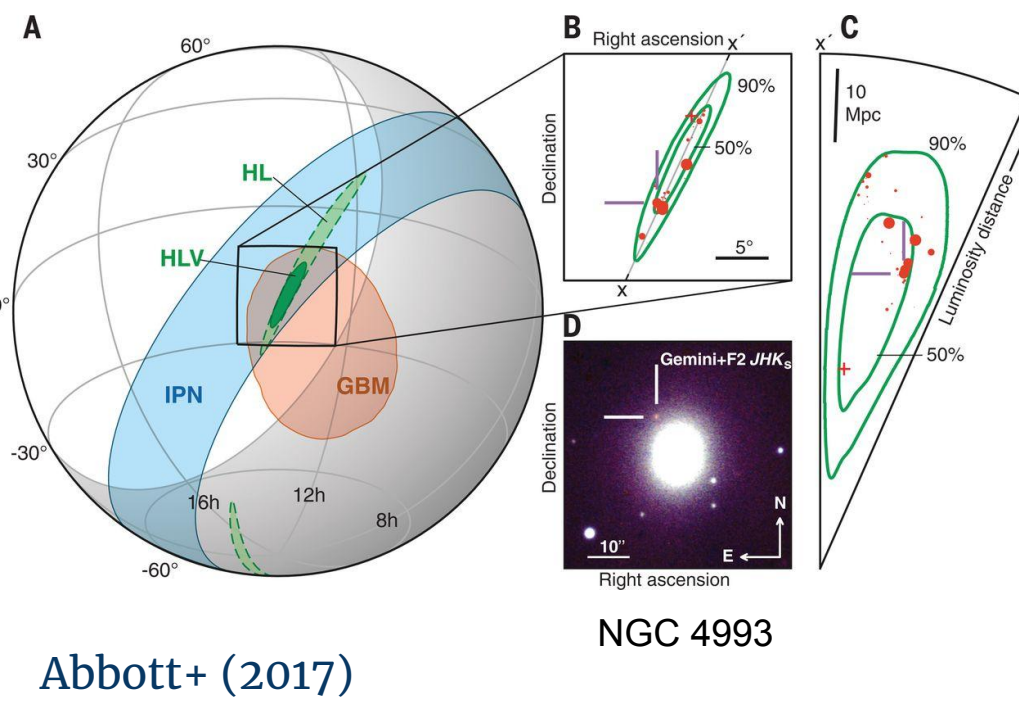 A
60°
30°
0°
-30°
-60°
HL
HLV
IPN
GBM
16h
12h
8h
B
Right ascension
x´
90%
50%
Declination
5°
x
C
x´
10
Mpc
90%
50%
Luminosity distance
D
Gemini+F2 JHKs
Declination
10”
N
E
Right ascension
NGC 4993
Abbott+ (2017)